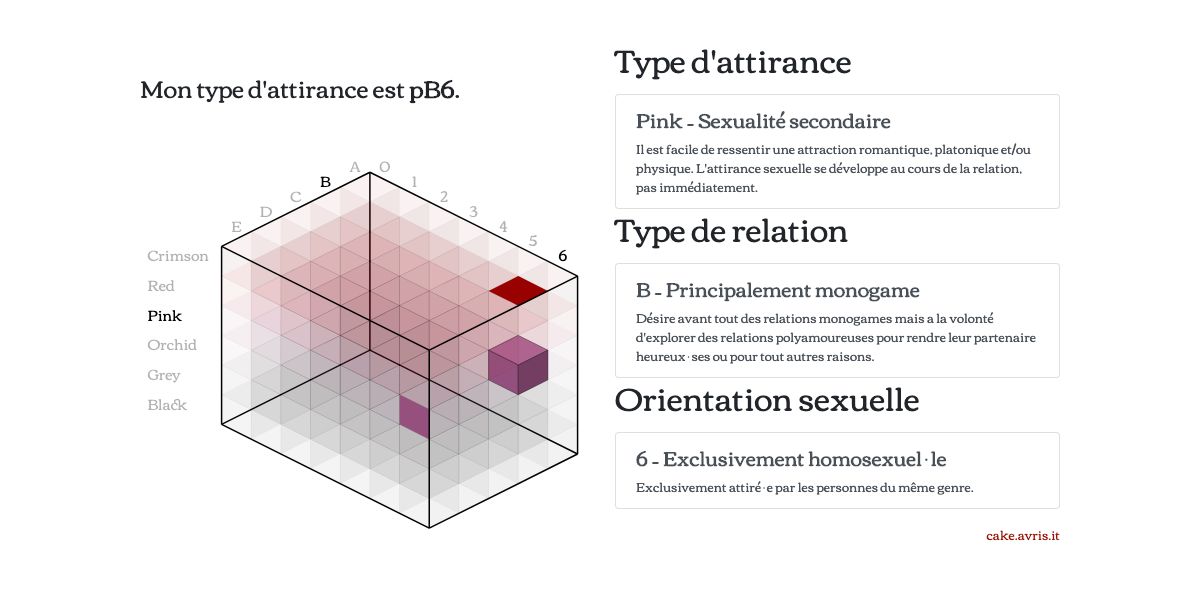 Mon type d'attirance est pB6.
A O
B 1
C 2
D 3
E 4
5
6
Crimson
Red
Pink
Orchid
Grey
Black
Type d'attirance
Pink - Sexualité secondaire
Il est facile de ressentir une attraction romantique, platonique et/ou
physique. L'attirance sexuelle se développe au cours de la relation,
pas immédiatement.
Type de relation
B - Principalement monogame
Désire avant tout des relations monogames mais a la volonté
d'explorer des relations polyamoureuses pour rendre leur partenaire
heureux·ses ou pour tout autres raisons.
Orientation sexuelle
6 - Exclusivement homosexuel·le
Exclusivement attiré·e par les personnes du même genre.
cake.avris.it